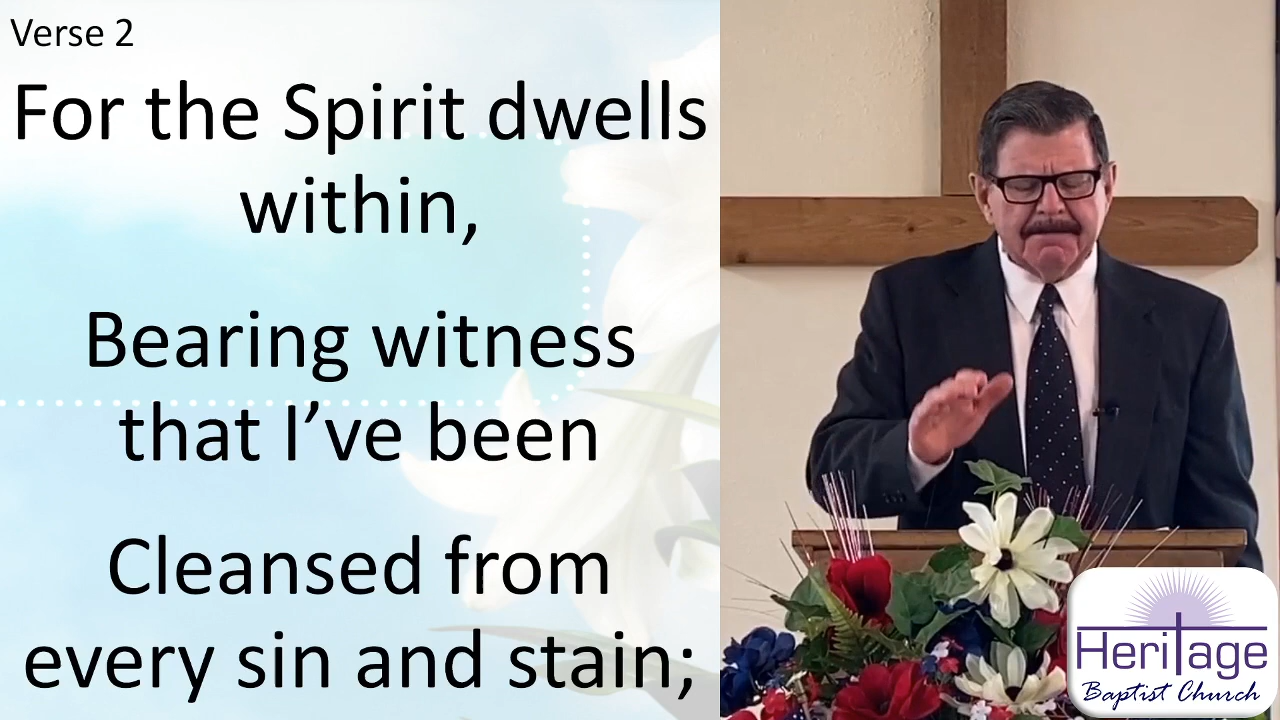 Verse 2
For the Spirit dwells
within,
Bearing witness
that I’ve been
Cleansed from
every sin and stain;
Heritage
Baptist Church